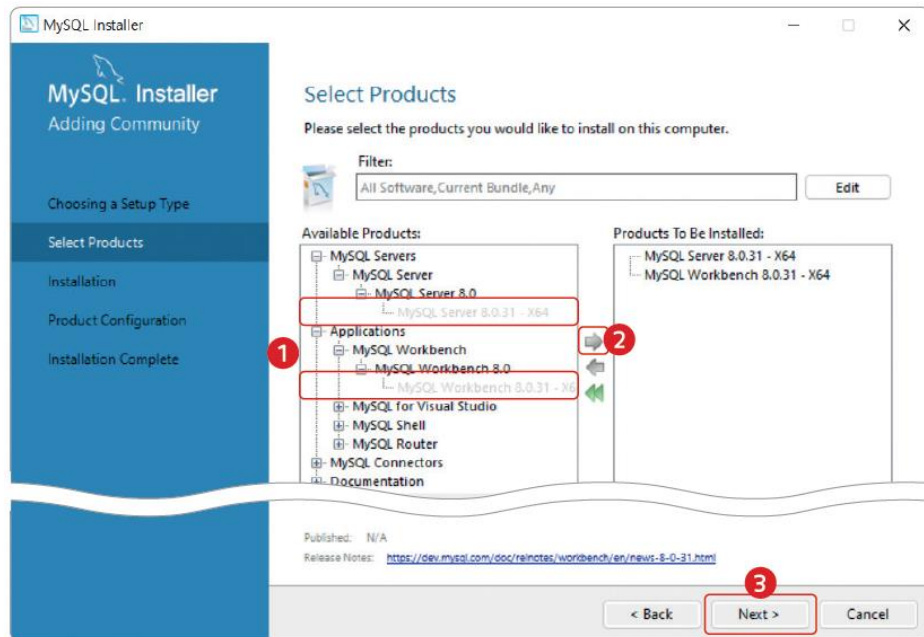 MySQL Installer
MySQL. Installer
Adding Community
Choosing a Setup Type
Select Products
Installation
Product Configuration
Installation Complete
Select Products
Please select the products you would like to install on this computer.
Filter:
All Software,Current Bundle,Any
Edit
Available Products:
MySQL Servers
MySQL Server
MySQL Server 8.0
MySQL Server 8.0.31 - X64
Applications
MySQL Workbench
MySQL Workbench 8.0
MySQL Workbench 8.0.31 - X6
MySQL for Visual Studio
MySQL Shell
MySQL Router
MySQL Connectors
Documentation
1
2
Products To Be Installed:
MySQL Server 8.0.31 - X64
MySQL Workbench 8.0.31 - X64
Published: N/A
Release Notes: https://dev.mysql.com/doc/relnotes/workbench/en/news-8-0-31.html
3
< Back
Next >
Cancel